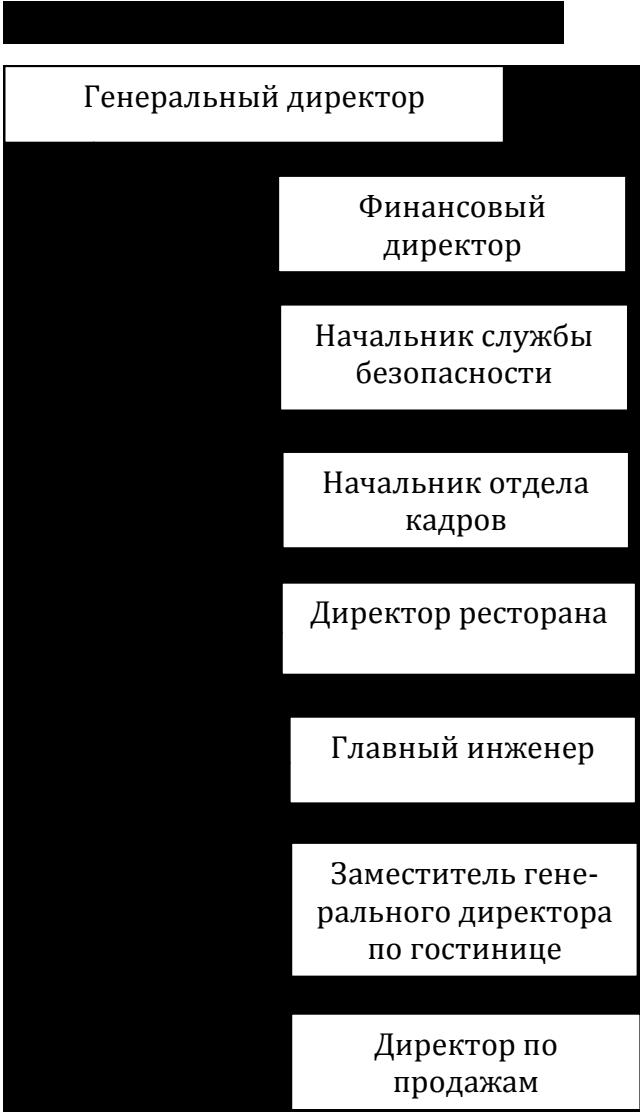 Генеральный директор
Финансовый
директор
Начальник службы
безопасности
Начальник отдела
кадров
Директор ресторана
Главный инженер
Заместитель гене-
рального директора
по гостинице
Директор по
продажам